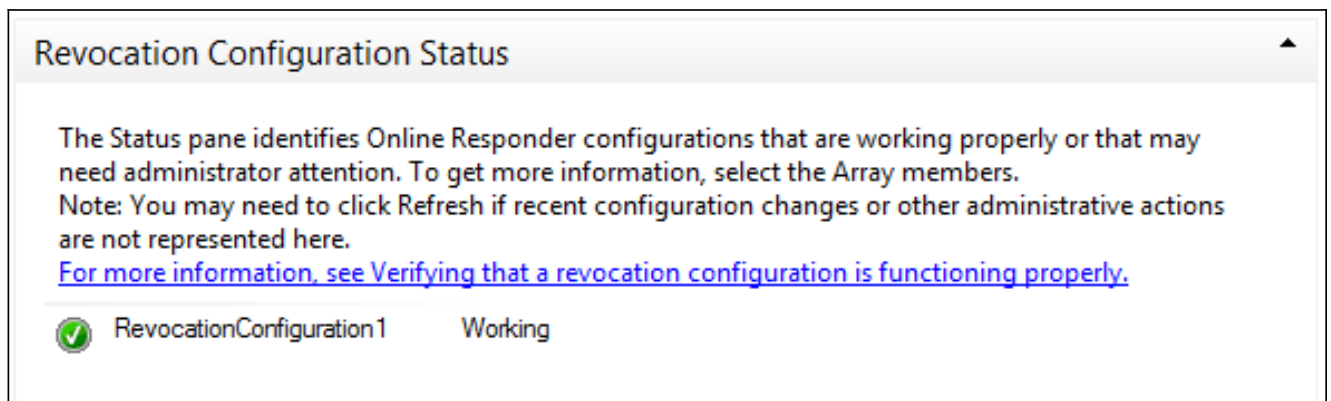 Revocation Configuration Status
The Status pane identifies Online Responder configurations that are working properly or that may
need administrator attention. To get more information, select the Array members.
Note: You may need to click Refresh if recent configuration changes or other administrative actions
are not represented here.
For more information, see Verifying that a revocation configuration is functioning properly.
RevocationConfiguration1 Working